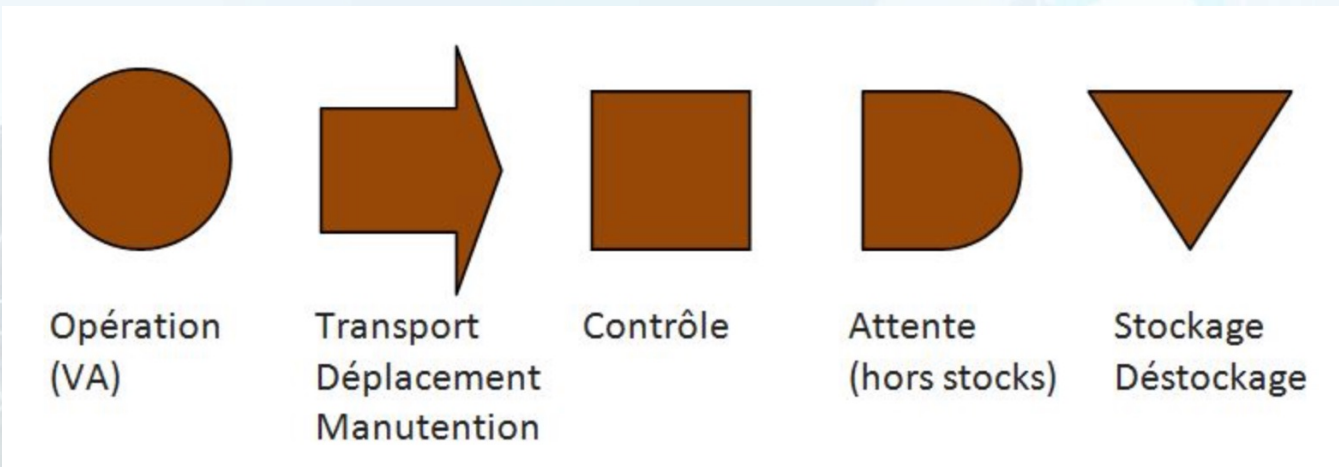 Opération
(VA)
Transport
Déplacement
Manutention
Contrôle
Attente
(hors stocks)
Stockage
Déstockage